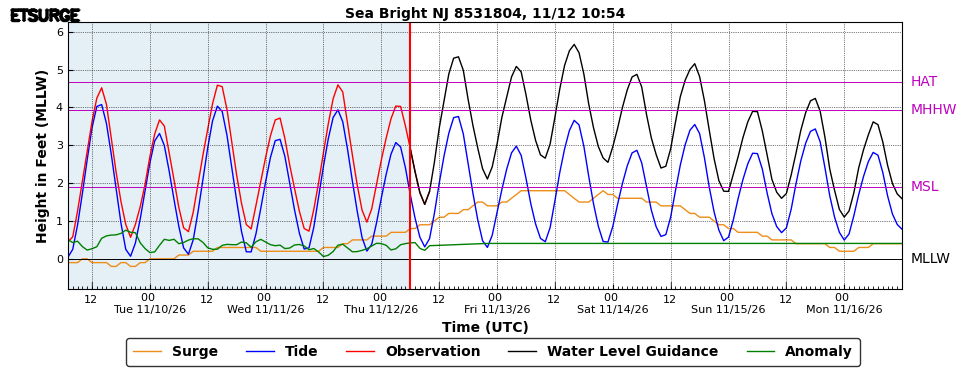 ETSURGE
Sea Bright NJ 8531804, 11/12 10:54
Height in Feet (MLLW)
6
5
4
3
2
1
0
HAT
MHHW
MSL
MLLW
12 00 12 00 12 00 12 00 12 00 12 00 12 00
Tue 11/10/26 Wed 11/11/26 Thu 11/12/26 Fri 11/13/26 Sat 11/14/26 Sun 11/15/26 Mon 11/16/26
Time (UTC)
Surge Tide Observation Water Level Guidance Anomaly